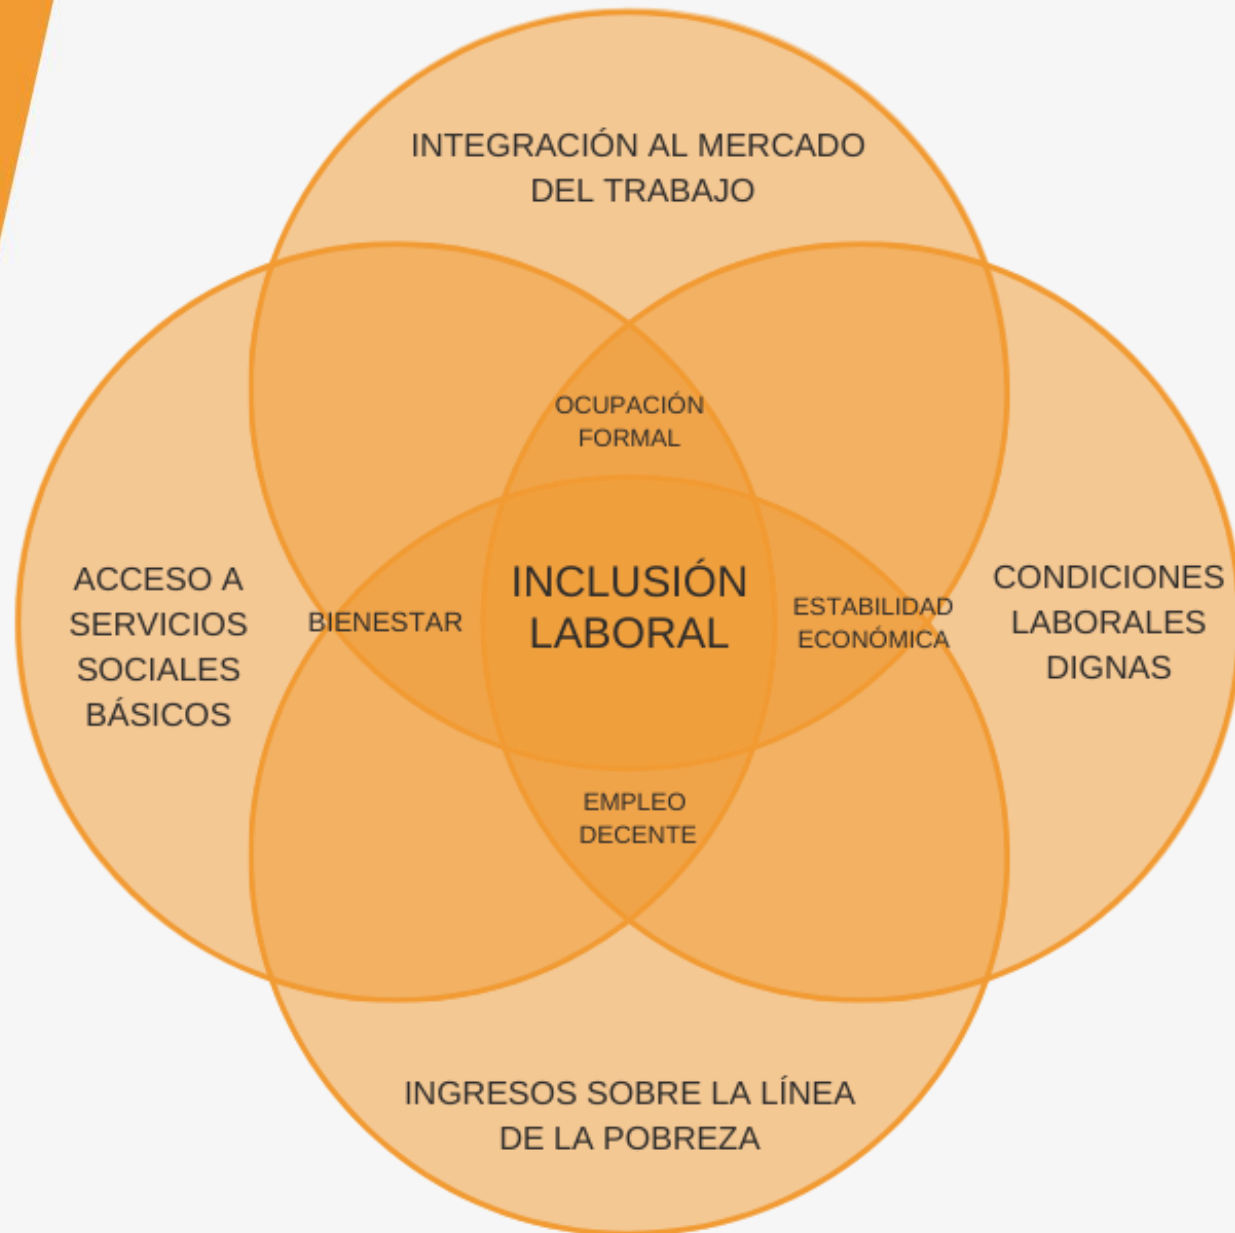 INTEGRACIÓN AL MERCADO
DEL TRABAJO
OCUPACIÓN
FORMAL
ACCESO A
SERVICIOS
SOCIALES
BÁSICOS
BIENESTAR
INCLUSIÓN
LABORAL
ESTABILIDAD
ECONÓMICA
CONDICIONES
LABORALES
DIGNAS
EMPLEO
DECENTE
INGRESOS SOBRE LA LÍNEA
DE LA POBREZA